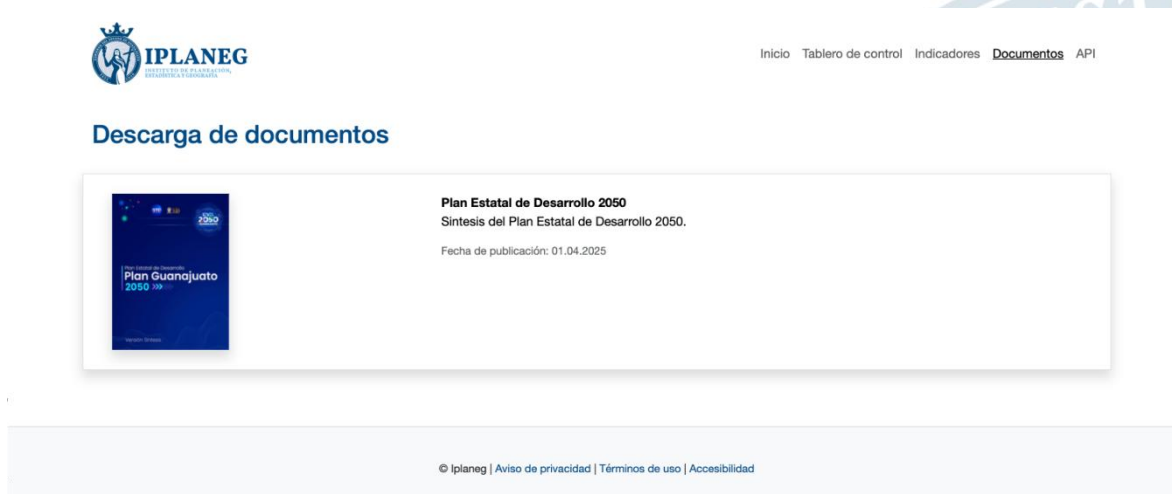 IPLANEG
INSTITUTO DE PLANEACIÓN,
ESTADÍSTICA Y GEOGRAFÍA
Inicio Tablero de control Indicadores Documentos API
Descarga de documentos
2050
Plan Estatal de Desarrollo
Plan Guanajuato
2050 >>>
Versión Síntesis
Plan Estatal de Desarrollo 2050
Sintesis del Plan Estatal de Desarrollo 2050.
Fecha de publicación: 01.04.2025
© Iplaneg | Aviso de privacidad | Términos de uso | Accesibilidad